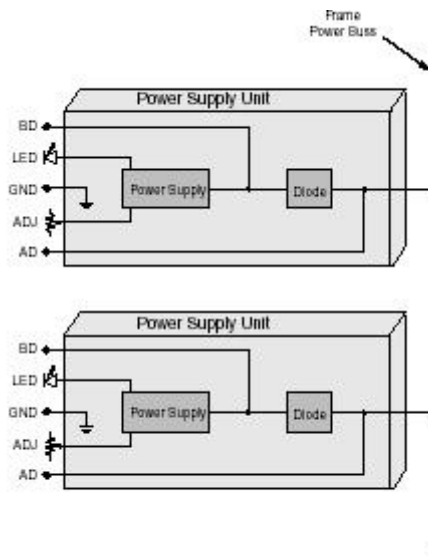 Frame
Power Buss
Power Supply Unit
BD
LED
GND
ADJ
AD
Power Supply
Diode
Power Supply Unit
BD
LED
GND
ADJ
AD
Power Supply
Diode